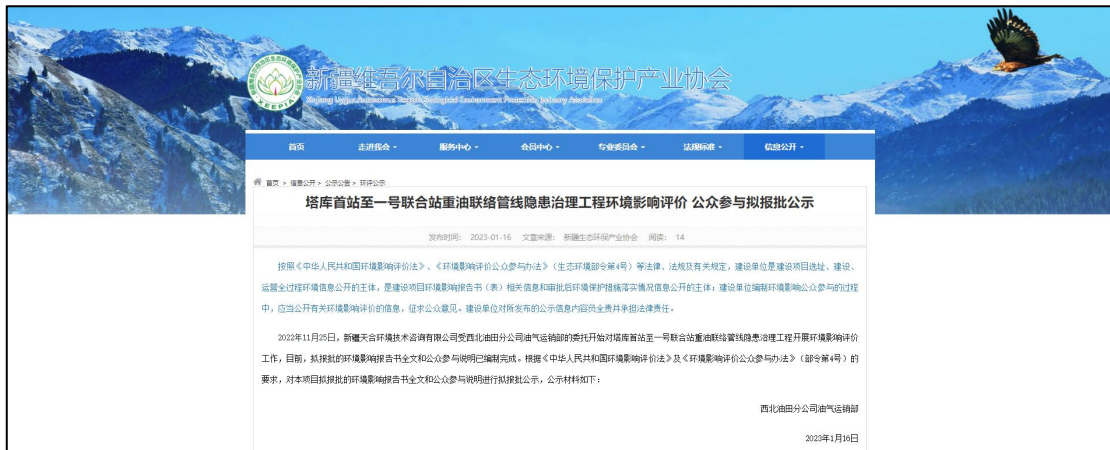 新疆维吾尔自治区生态环境保护产业协会
Xinjiang Uygur Autonomous Region Ecological Environment Protection Industry Association
XEEPIA
首页 走进我会 服务中心 会员中心 专业委员会 法规标准 信息公开
首页 > 信息公开 > 公示公告 > 环评公示
塔库首站至一号联合站重油联络管线隐患治理工程环境影响评价 公众参与拟报批公示
发布时间: 2023-01-16 文章来源: 新疆生态环保产业协会 阅读: 14
按照《中华人民共和国环境影响评价法》、《环境影响评价公众参与办法》（生态环境部令第4号）等法律、法规及有关规定，建设单位是建设项目选址、建设、
运营全过程环境信息公开的主体，是建设项目环境影响报告书（表）相关信息和审批后环境保护措施落实情况信息公开的主体；建设单位编制环境影响公众参与的过程
中，应当公开有关环境影响评价的信息，征求公众意见。建设单位对所发布的公示信息内容负全责并承担法律责任。
2022年11月25日，新疆天合环境技术咨询有限公司受西北油田分公司油气运销部的委托开始对塔库首站至一号联合站重油联络管线隐患治理工程开展环境影响评价
工作，目前，拟报批的环境影响报告书全文和公众参与说明已编制完成。根据《中华人民共和国环境影响评价法》及《环境影响评价公众参与办法》（部令第4号）的
要求，对本项目拟报批的环境影响报告书全文和公众参与说明进行拟报批公示，公示材料如下：
西北油田分公司油气运销部
2023年1月16日